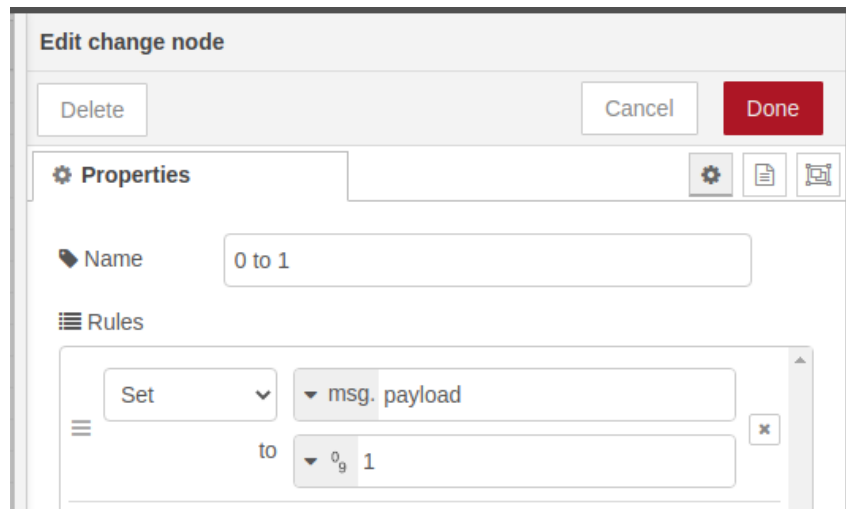 Edit change node
Delete Cancel Done
Properties
Name 0 to 1
Rules
Set msg. payload
to 09 1